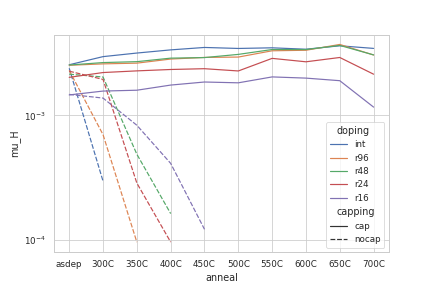 mu_H
10⁻³
10⁻⁴
doping
int
r96
r48
r24
r16
capping
cap
nocap
asdep 300C 350C 400C 450C 500C 550C 600C 650C 700C
anneal